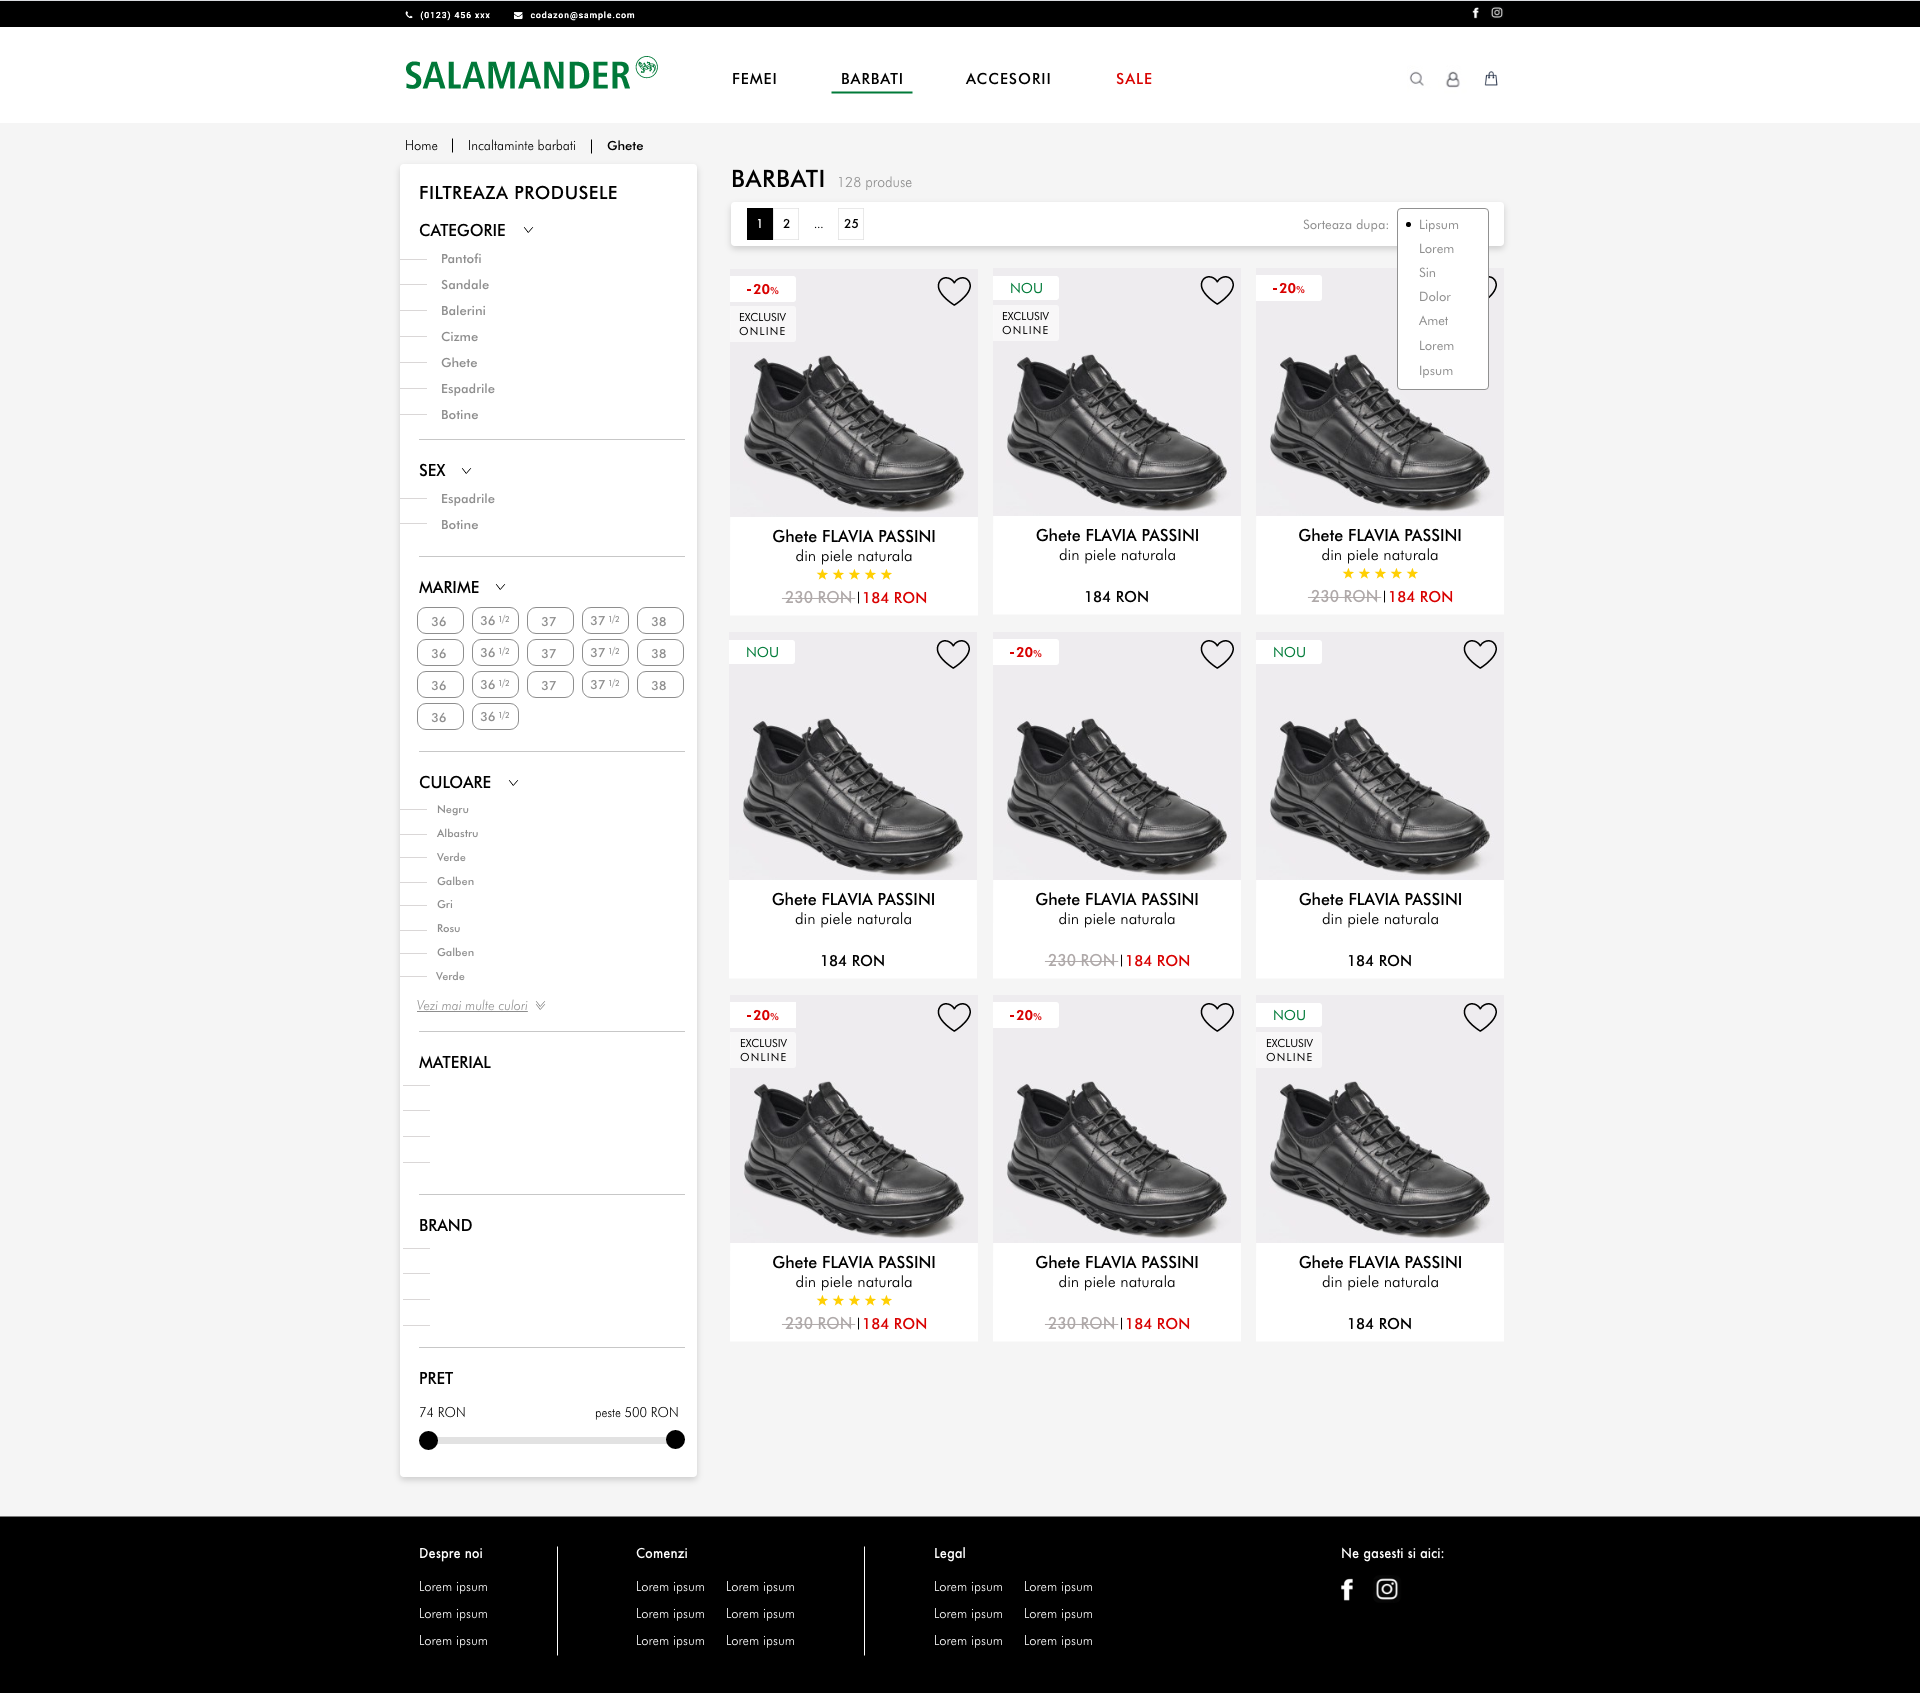 (0123) 456 xxx codazon@sample.com
SALAMANDER
FEMEI BARBATI ACCESORII SALE
Home | Incaltaminte barbati | Ghete
FILTREAZA PRODUSELE
CATEGORIE
Pantofi
Sandale
Balerini
Cizme
Ghete
Espadrile
Botine
SEX
Espadrile
Botine
MARIME
36 36 1/2 37 37 1/2 38
36 36 1/2 37 37 1/2 38
36 36 1/2 37 37 1/2 38
36 36 1/2
CULOARE
Negru
Albastru
Verde
Galben
Gri
Rosu
Galben
Verde
Vezi mai multe culori
MATERIAL
BRAND
PRET
74 RON peste 500 RON
BARBATI 128 produse
1 2 ... 25
Sorteaza dupa:
Lipsum
Lorem
Sin
Dolor
Amet
Lorem
Ipsum
-20%
EXCLUSIV
ONLINE
Ghete FLAVIA PASSINI
din piele naturala
230 RON | 184 RON
NOU
EXCLUSIV
ONLINE
Ghete FLAVIA PASSINI
din piele naturala
184 RON
-20%
Ghete FLAVIA PASSINI
din piele naturala
230 RON | 184 RON
NOU
Ghete FLAVIA PASSINI
din piele naturala
184 RON
-20%
Ghete FLAVIA PASSINI
din piele naturala
230 RON | 184 RON
NOU
Ghete FLAVIA PASSINI
din piele naturala
184 RON
-20%
EXCLUSIV
ONLINE
Ghete FLAVIA PASSINI
din piele naturala
230 RON | 184 RON
-20%
Ghete FLAVIA PASSINI
din piele naturala
230 RON | 184 RON
NOU
EXCLUSIV
ONLINE
Ghete FLAVIA PASSINI
din piele naturala
184 RON
Despre noi
Lorem ipsum
Lorem ipsum
Lorem ipsum
Comenzi
Lorem ipsum Lorem ipsum
Lorem ipsum Lorem ipsum
Lorem ipsum Lorem ipsum
Legal
Lorem ipsum Lorem ipsum
Lorem ipsum Lorem ipsum
Lorem ipsum Lorem ipsum
Ne gasesti si aici: